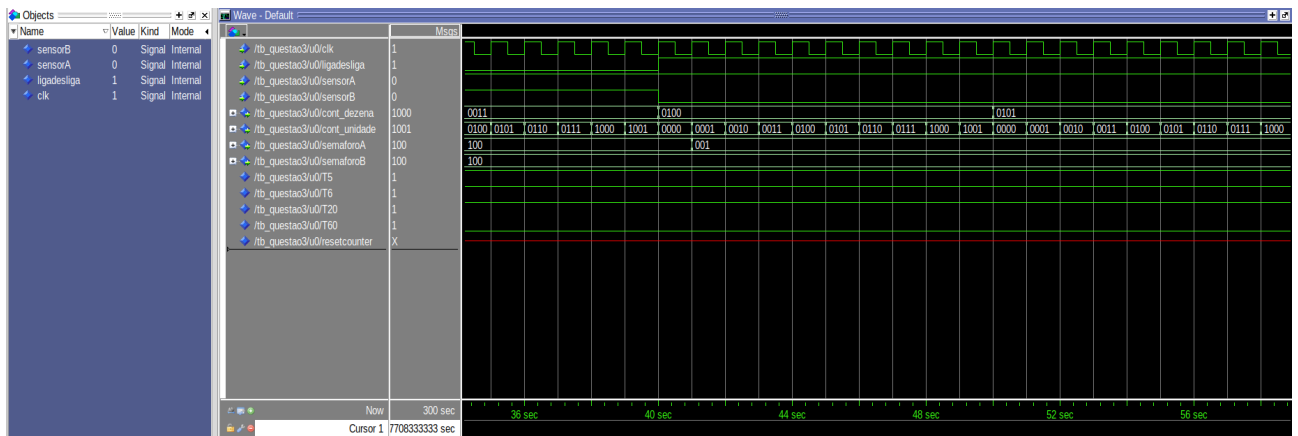 Objects
Name Value Kind Mode
sensorB 0 Signal Internal
sensorA 0 Signal Internal
ligadesliga 1 Signal Internal
clk 1 Signal Internal
Wave - Default
Msgs
/tb_questao3/u0/clk 1
/tb_questao3/u0/ligadesliga 1
/tb_questao3/u0/sensorA 0
/tb_questao3/u0/sensorB 0
/tb_questao3/u0/cont_dezena 1000 0011 0100 0101
/tb_questao3/u0/cont_unidade 1001 0100 0101 0110 0111 1000 1001 0000 0001 0010 0011 0100 0101 0110 0111 1000 1001 0000 0001 0010 0011 0100 0101 0110 0111 1000
/tb_questao3/u0/semaforoA 100 100 001
/tb_questao3/u0/semaforoB 100 100
/tb_questao3/u0/T5 1
/tb_questao3/u0/T6 1
/tb_questao3/u0/T20 1
/tb_questao3/u0/T60 1
/tb_questao3/u0/resetcounter X
Now 300 sec 36 sec 40 sec 44 sec 48 sec 52 sec 56 sec
Cursor 1 7708333333 sec